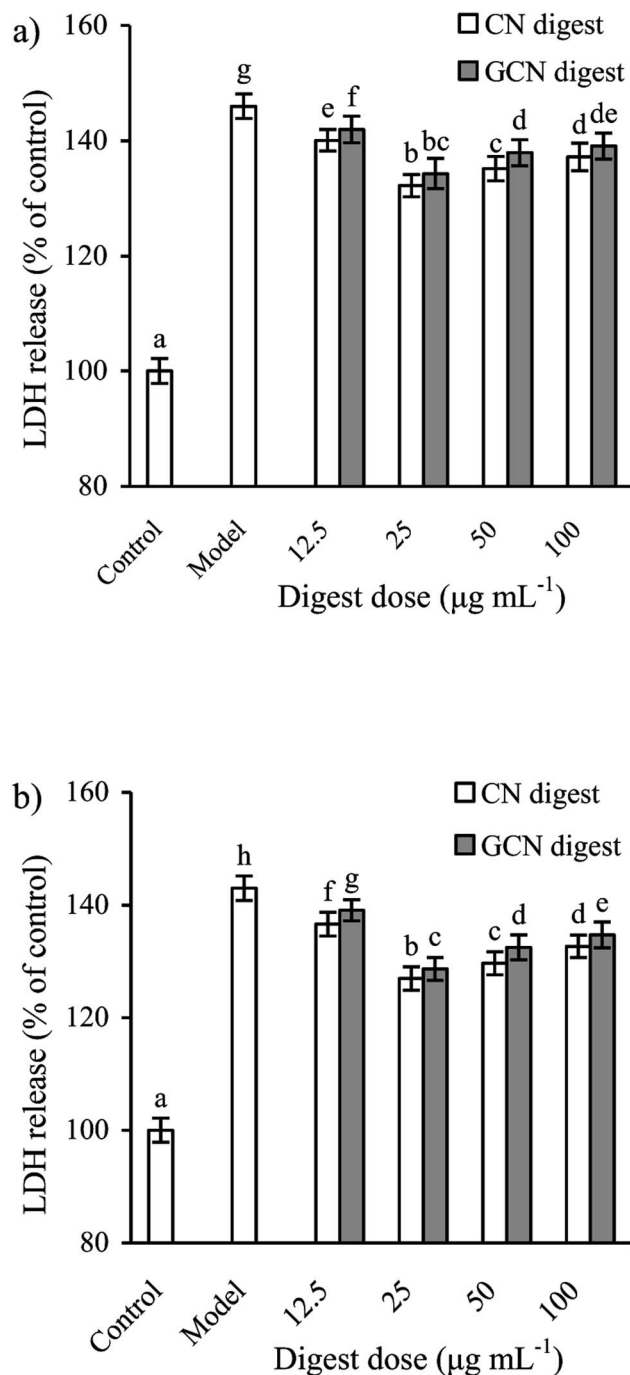 a)
160
CN digest
GCN digest
g
e f
b bc
c d
d de
a
140
120
100
80
LDH release (% of control)
Control
Model
12.5
25
50
100
Digest dose (µg mL⁻¹)
b)
160
CN digest
GCN digest
h
f g
b c
c d
d e
a
140
120
100
80
LDH release (% of control)
Control
Model
12.5
25
50
100
Digest dose (µg mL⁻¹)